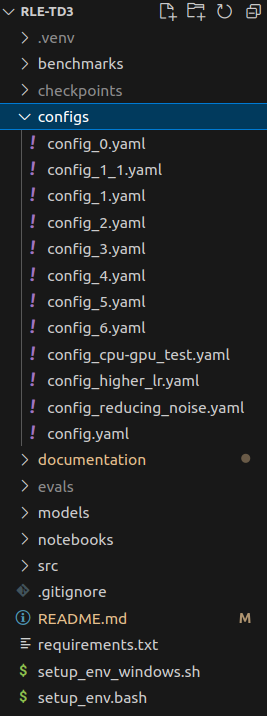 RLE-TD3
.venv
benchmarks
checkpoints
configs
! config_0.yaml
! config_1_1.yaml
! config_1.yaml
! config_2.yaml
! config_3.yaml
! config_4.yaml
! config_5.yaml
! config_6.yaml
! config_cpu-gpu_test.yaml
! config_higher_lr.yaml
! config_reducing_noise.yaml
! config.yaml
documentation
evals
models
notebooks
src
.gitignore
README.md M
requirements.txt
$ setup_env_windows.sh
$ setup_env.bash